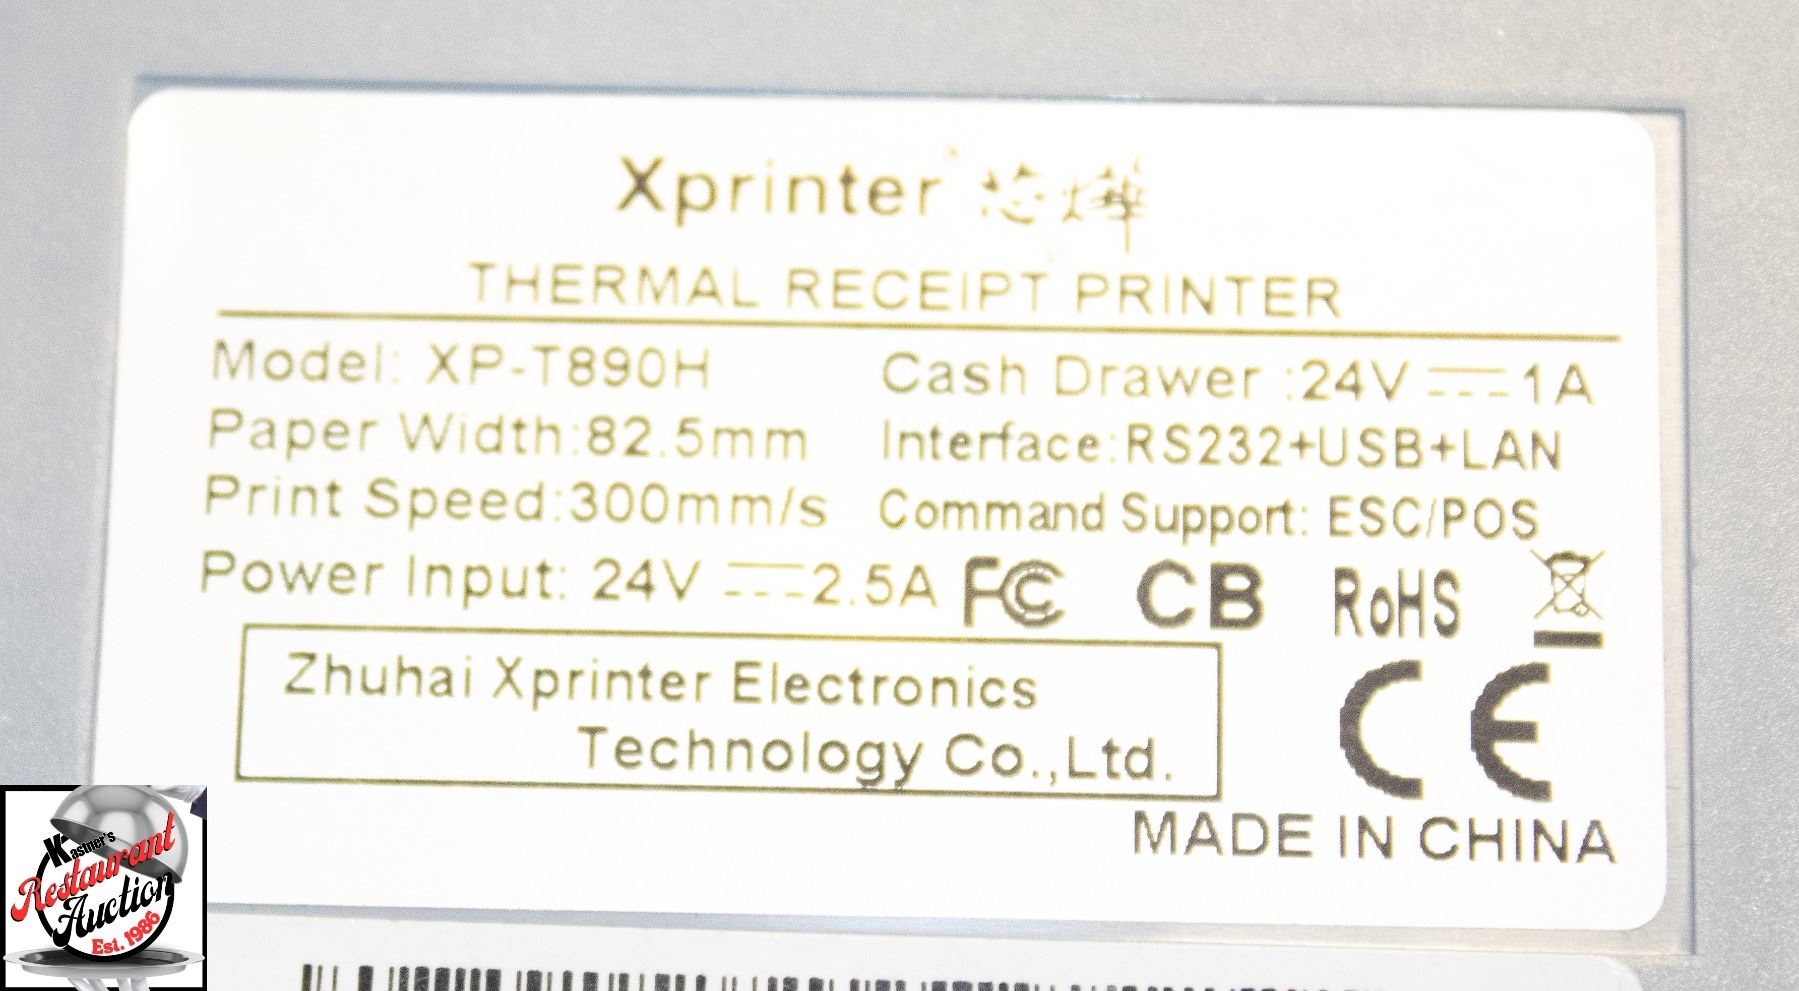 Xprinter 芯烨
THERMAL RECEIPT PRINTER
Model: XP-T890H
Cash Drawer :24V ⎓ 1A
Paper Width:82.5mm
Interface:RS232+USB+LAN
Print Speed:300mm/s
Command Support: ESC/POS
Power Input: 24V ⎓ 2.5A
FC CB RoHS
Zhuhai Xprinter Electronics
Technology Co.,Ltd.
CE
MADE IN CHINA
Kastner's
Restaurant
Auction
Est. 1986